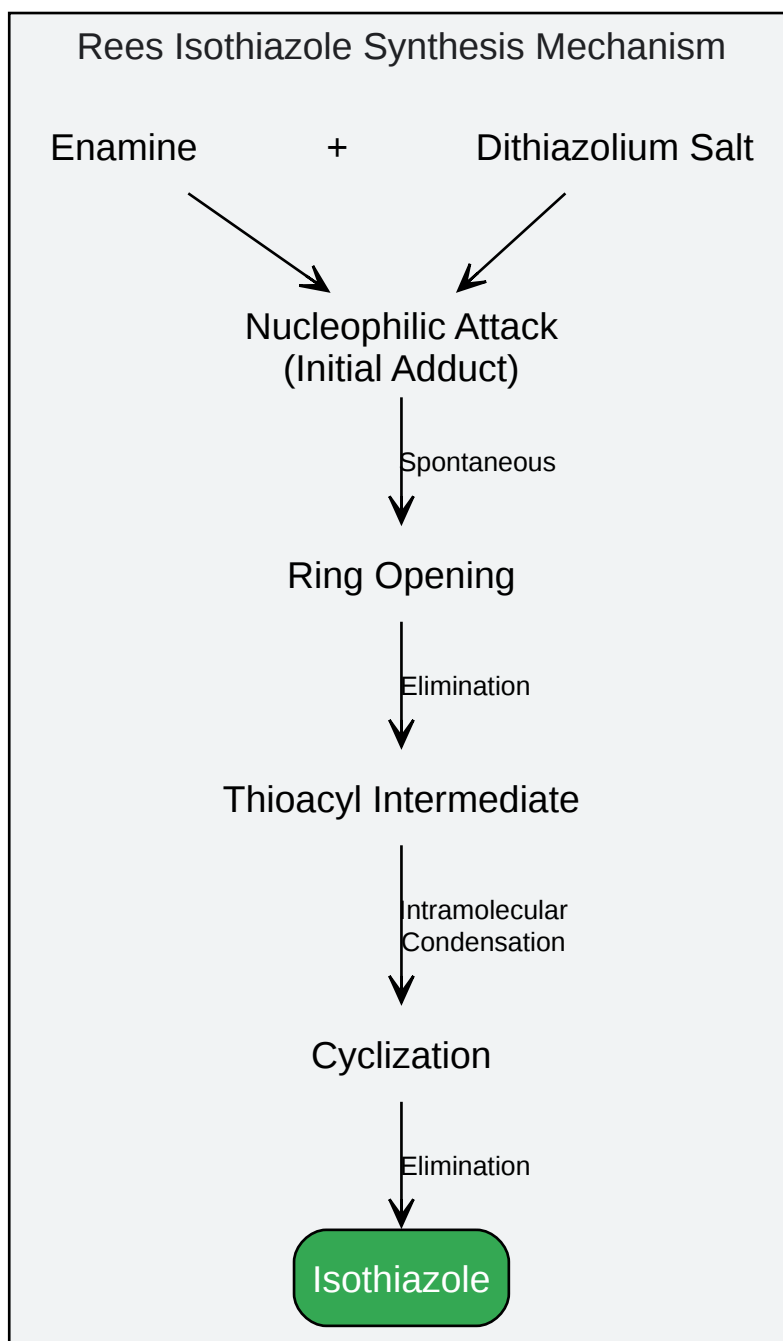 Rees Isothiazole Synthesis Mechanism
Enamine + Dithiazolium Salt
Nucleophilic Attack
(Initial Adduct)
Spontaneous
Ring Opening
Elimination
Thioacyl Intermediate
Intramolecular
Condensation
Cyclization
Elimination
Isothiazole